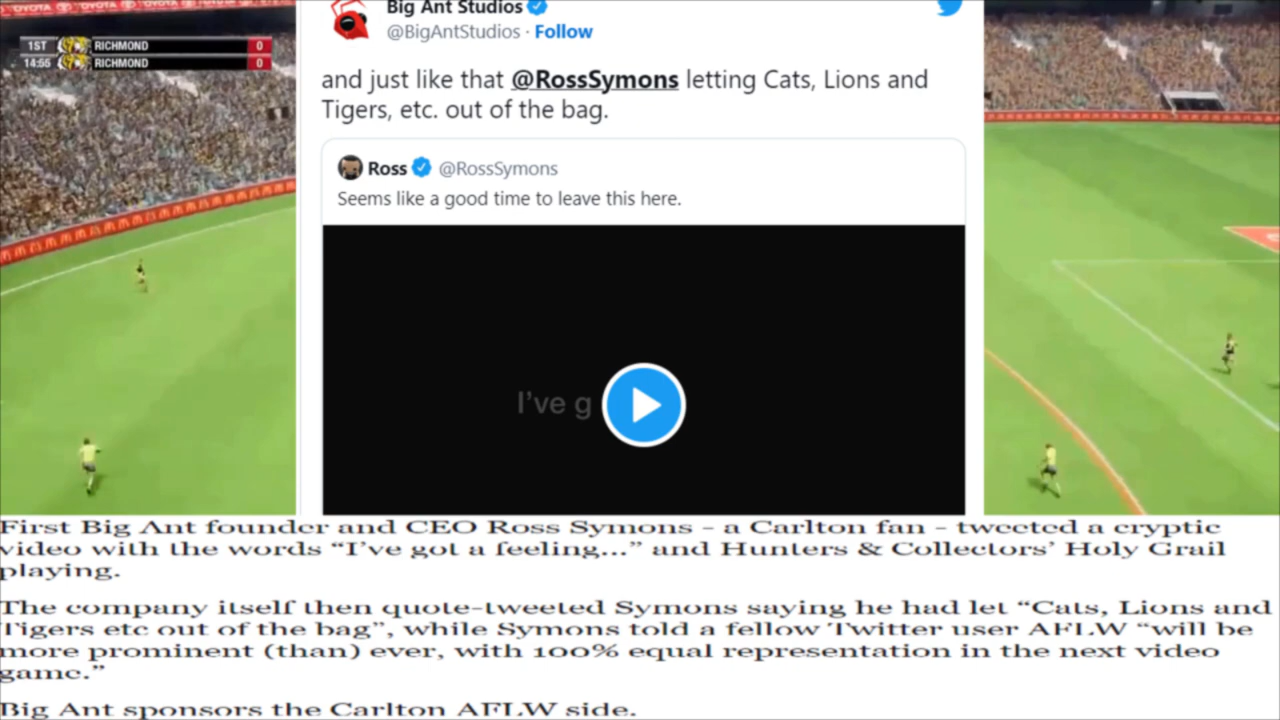 TOYOTA
1ST RICHMOND 0
14:55 RICHMOND 0
Big Ant Studios
@BigAntStudios · Follow
and just like that @RossSymons letting Cats, Lions and
Tigers, etc. out of the bag.
Ross @RossSymons
Seems like a good time to leave this here.
I've g
First Big Ant founder and CEO Ross Symons – a Carlton fan – tweeted a cryptic
video with the words “I’ve got a feeling…” and Hunters & Collectors’ Holy Grail
playing.
The company itself then quote-tweeted Symons saying he had let “Cats, Lions and
Tigers etc out of the bag”, while Symons told a fellow Twitter user AFLW “will be
more prominent (than) ever, with 100% equal representation in the next video
game.”
Big Ant sponsors the Carlton AFLW side.